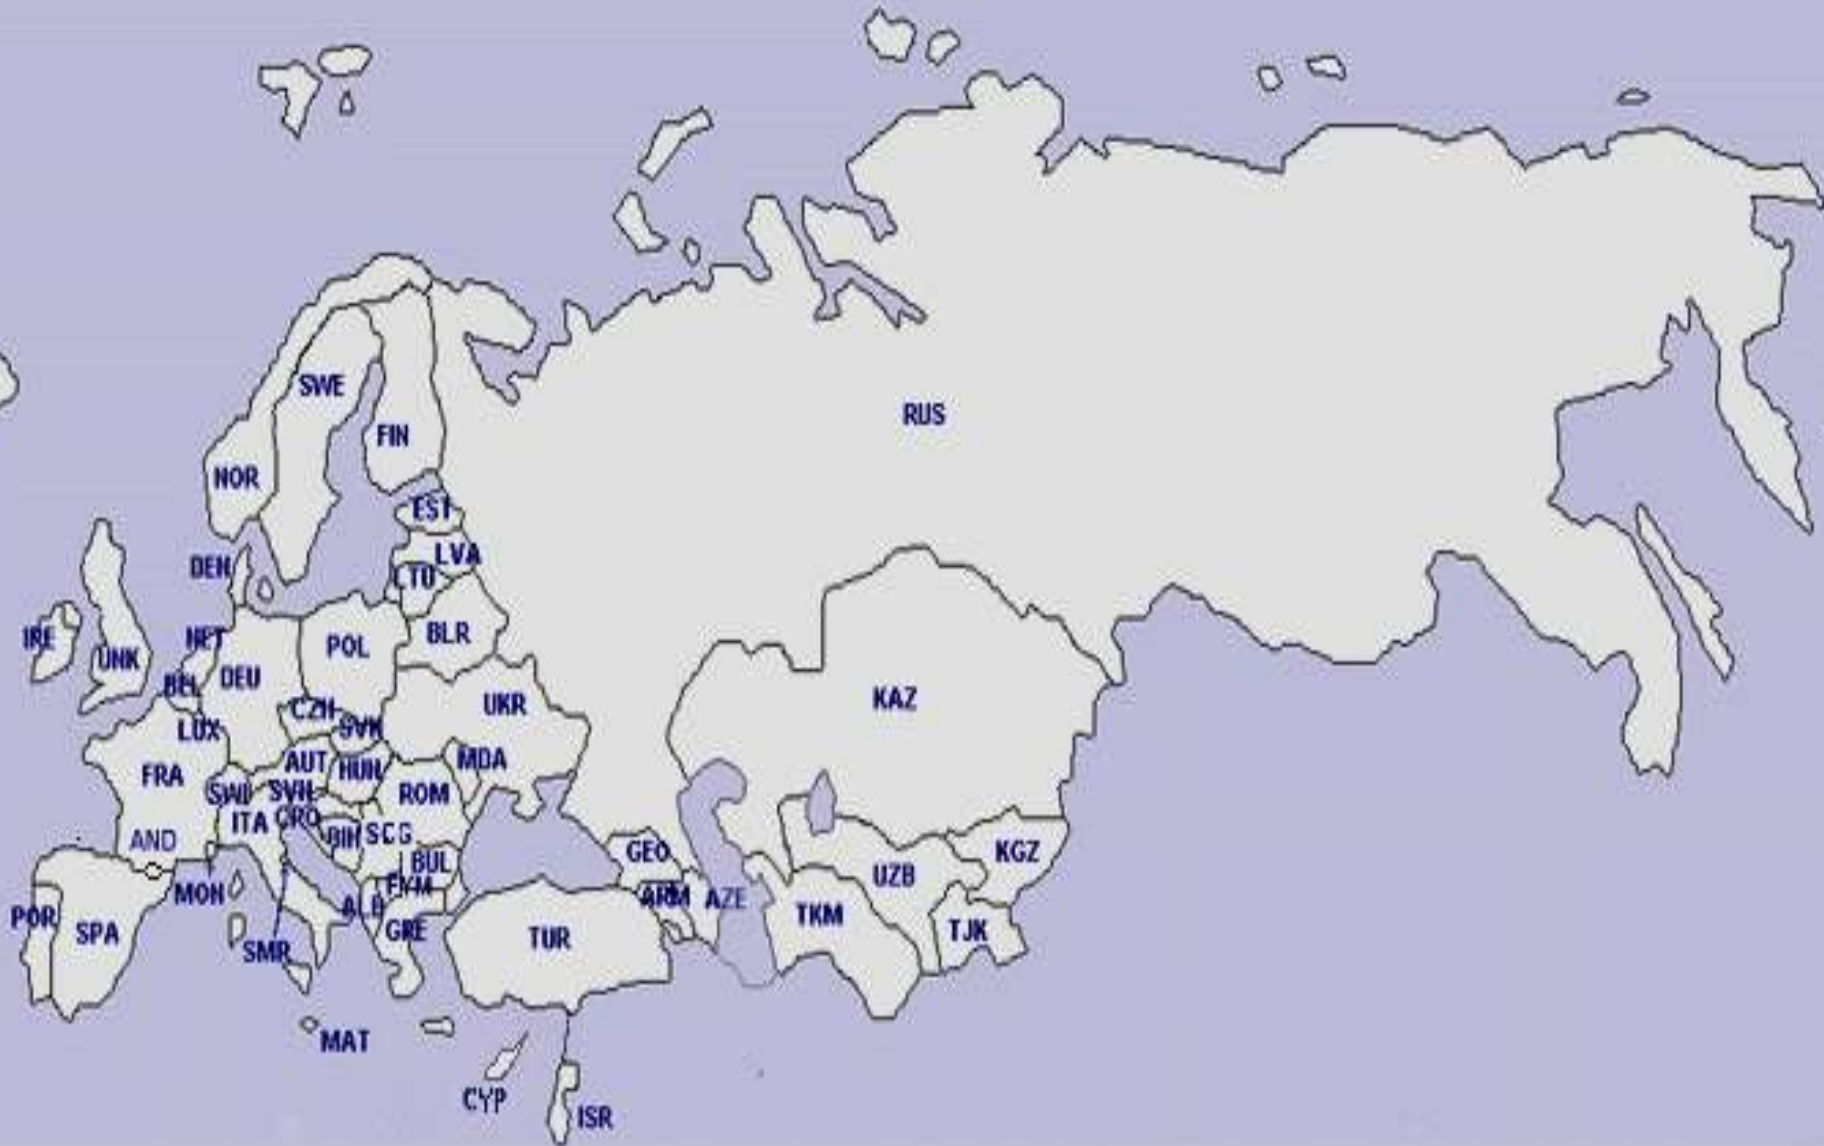 SWE
RUS
FIN
NOR
EST
LVA
DEN
LTU
BLR
IRE
NET
POL
UNK
DEU
BEL
KAZ
UKR
CZH
LUX
SVK
MDA
AUT
HUN
FRA
SWI
SVN
ROM
ITA
CRO
BIH
SCG
AND
GEO
KGZ
BUL
UZB
FYM
MON
ARM
AZE
ALB
TKM
POR
SPA
GRE
TUR
TJK
SMR
MAT
CYP
ISR